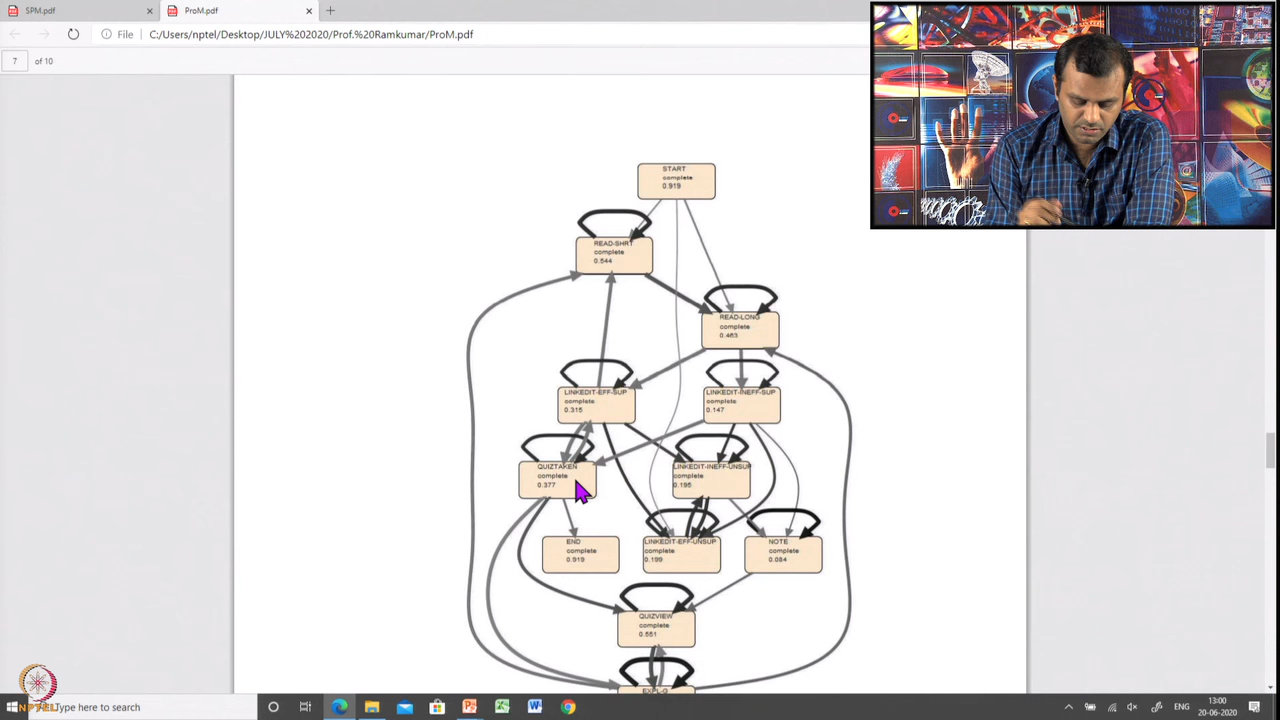 SPM.pdf
ProM.pdf
File
C:/Users/nptel/Desktop/JULY%202020/
umar/ProM.pdf
7 of 10
START
complete
0.919
READ-SHRT
complete
0.544
READ-LONG
complete
0.463
LINKEDIT-EFF-SUP
complete
0.315
LINKEDIT-INEFF-SUP
complete
0.147
QUIZTAKEN
complete
0.377
LINKEDIT-INEFF-UNSUP
complete
0.195
END
complete
0.919
LINKEDIT-EFF-UNSUP
complete
0.199
NOTE
complete
0.084
QUIZVIEW
complete
0.551
EXPL-G
NPTEL
Type here to search
ENG
13:00
20-06-2020